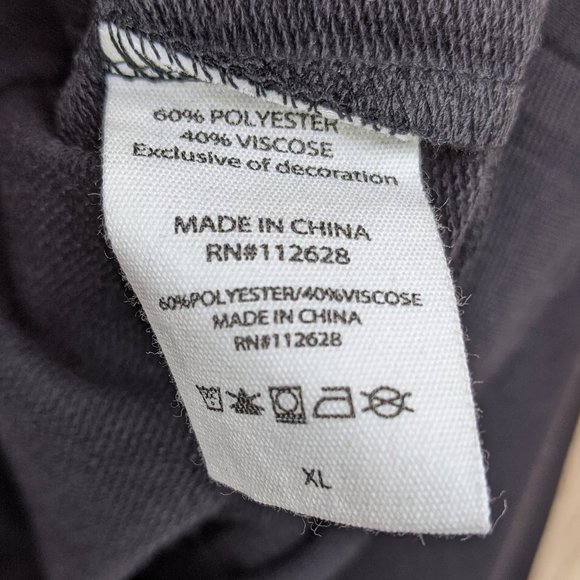 60% POLYESTER
40% VISCOSE
Exclusive of decoration
MADE IN CHINA
RN#112628
60%POLYESTER/40%VISCOSE
MADE IN CHINA
RN#112628
XL